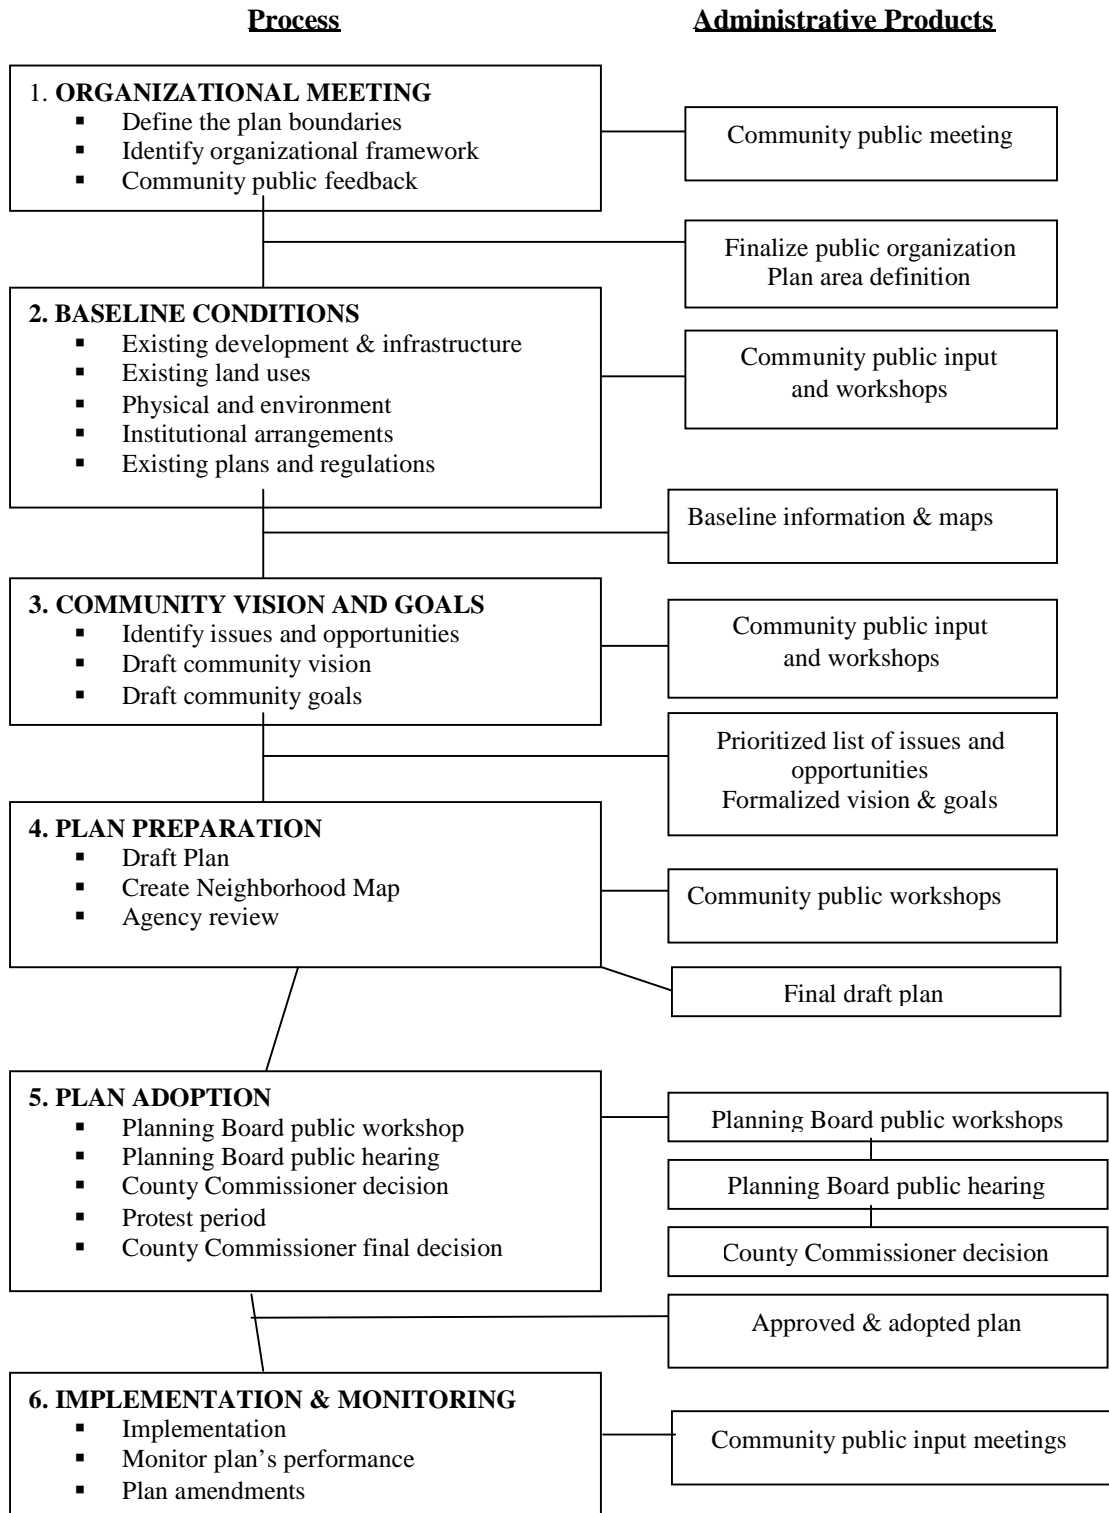 Process
Administrative Products
1. ORGANIZATIONAL MEETING
▪ Define the plan boundaries
▪ Identify organizational framework
▪ Community public feedback
Community public meeting
Finalize public organization
Plan area definition
2. BASELINE CONDITIONS
▪ Existing development & infrastructure
▪ Existing land uses
▪ Physical and environment
▪ Institutional arrangements
▪ Existing plans and regulations
Community public input
and workshops
Baseline information & maps
3. COMMUNITY VISION AND GOALS
▪ Identify issues and opportunities
▪ Draft community vision
▪ Draft community goals
Community public input
and workshops
Prioritized list of issues and
opportunities
Formalized vision & goals
4. PLAN PREPARATION
▪ Draft Plan
▪ Create Neighborhood Map
▪ Agency review
Community public workshops
Final draft plan
5. PLAN ADOPTION
▪ Planning Board public workshop
▪ Planning Board public hearing
▪ County Commissioner decision
▪ Protest period
▪ County Commissioner final decision
Planning Board public workshops
Planning Board public hearing
County Commissioner decision
Approved & adopted plan
6. IMPLEMENTATION & MONITORING
▪ Implementation
▪ Monitor plan's performance
▪ Plan amendments
Community public input meetings